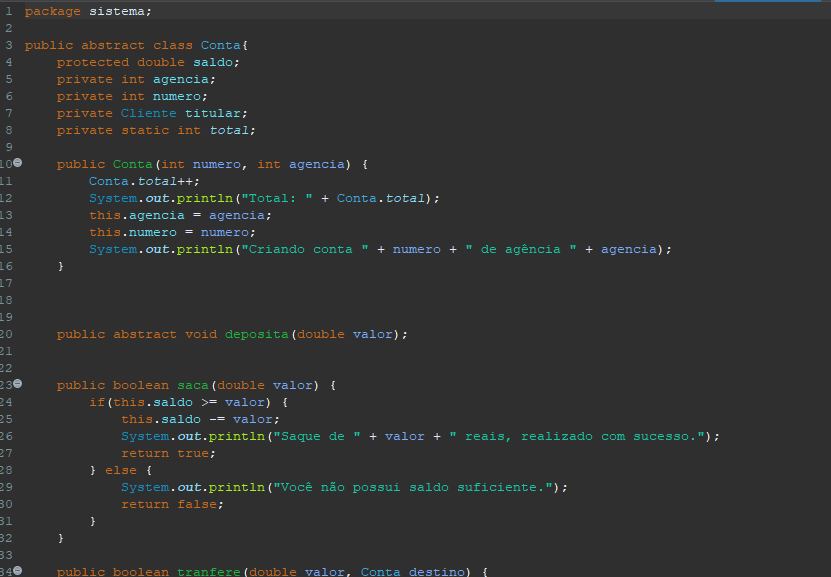 1 package sistema;
2
3 public abstract class Conta{
4     protected double saldo;
5     private int agencia;
6     private int numero;
7     private Cliente titular;
8     private static int total;
9
10     public Conta(int numero, int agencia) {
11         Conta.total++;
12         System.out.println("Total: " + Conta.total);
13         this.agencia = agencia;
14         this.numero = numero;
15         System.out.println("Criando conta " + numero + " de agência " + agencia);
16     }
17
18
19
20     public abstract void deposita(double valor);
21
22
23     public boolean saca(double valor) {
24         if(this.saldo >= valor) {
25             this.saldo -= valor;
26             System.out.println("Saque de " + valor + " reais, realizado com sucesso.");
27             return true;
28         } else {
29             System.out.println("Você não possui saldo suficiente.");
30             return false;
31         }
32     }
33
34     public boolean tranfere(double valor, Conta destino) {